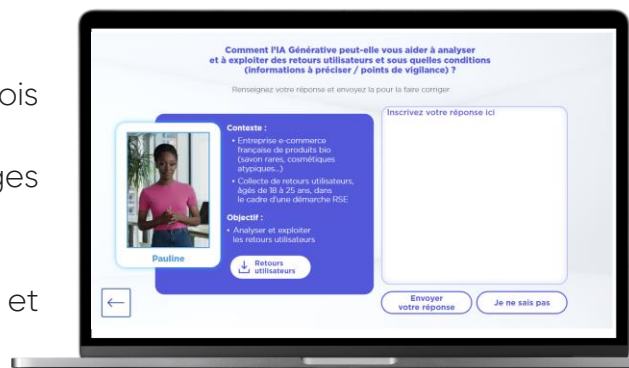 ois
ges
et
Comment l'IA Générative peut-elle vous aider à analyser
et à exploiter des retours utilisateurs et sous quelles conditions
(informations à préciser / points de vigilance) ?
Renseignez votre réponse et envoyez la pour la faire corriger
Contexte :
• Entreprise e-commerce
française de produits bio
(savon rares, cosmétiques
atypiques...)
• Collecte de retours utilisateurs,
âgés de 18 à 25 ans, dans
le cadre d'une démarche RSE
Objectif :
• Analyser et exploiter
les retours utilisateurs
Retours
utilisateurs
Pauline
Inscrivez votre réponse ici
Envoyer
votre réponse
Je ne sais pas